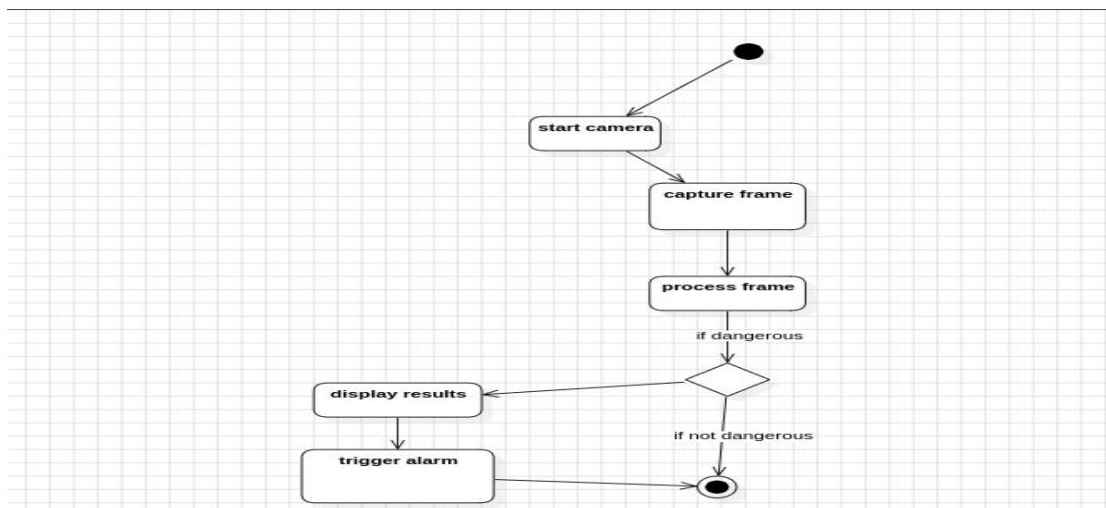 start camera
capture frame
process frame
if dangerous
display results
if not dangerous
trigger alarm